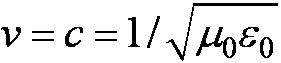 v = c = 1/√μ₀ε₀